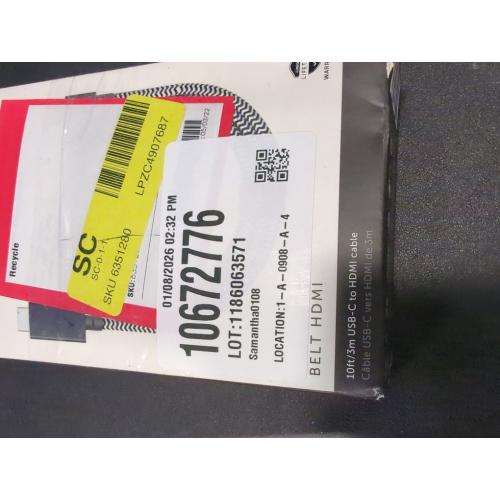 Recycle
SC
SC-0-1-1
SKU 6351280
LPZC4907687
01/08/2026 02:32 PM
10672776
LOT:1186063571
Samantha0108
LOCATION:1-A-0908-A-4
BELT HDMI
10ft/3m USB-C to HDMI cable
Câble USB-C vers HDMI de 3m